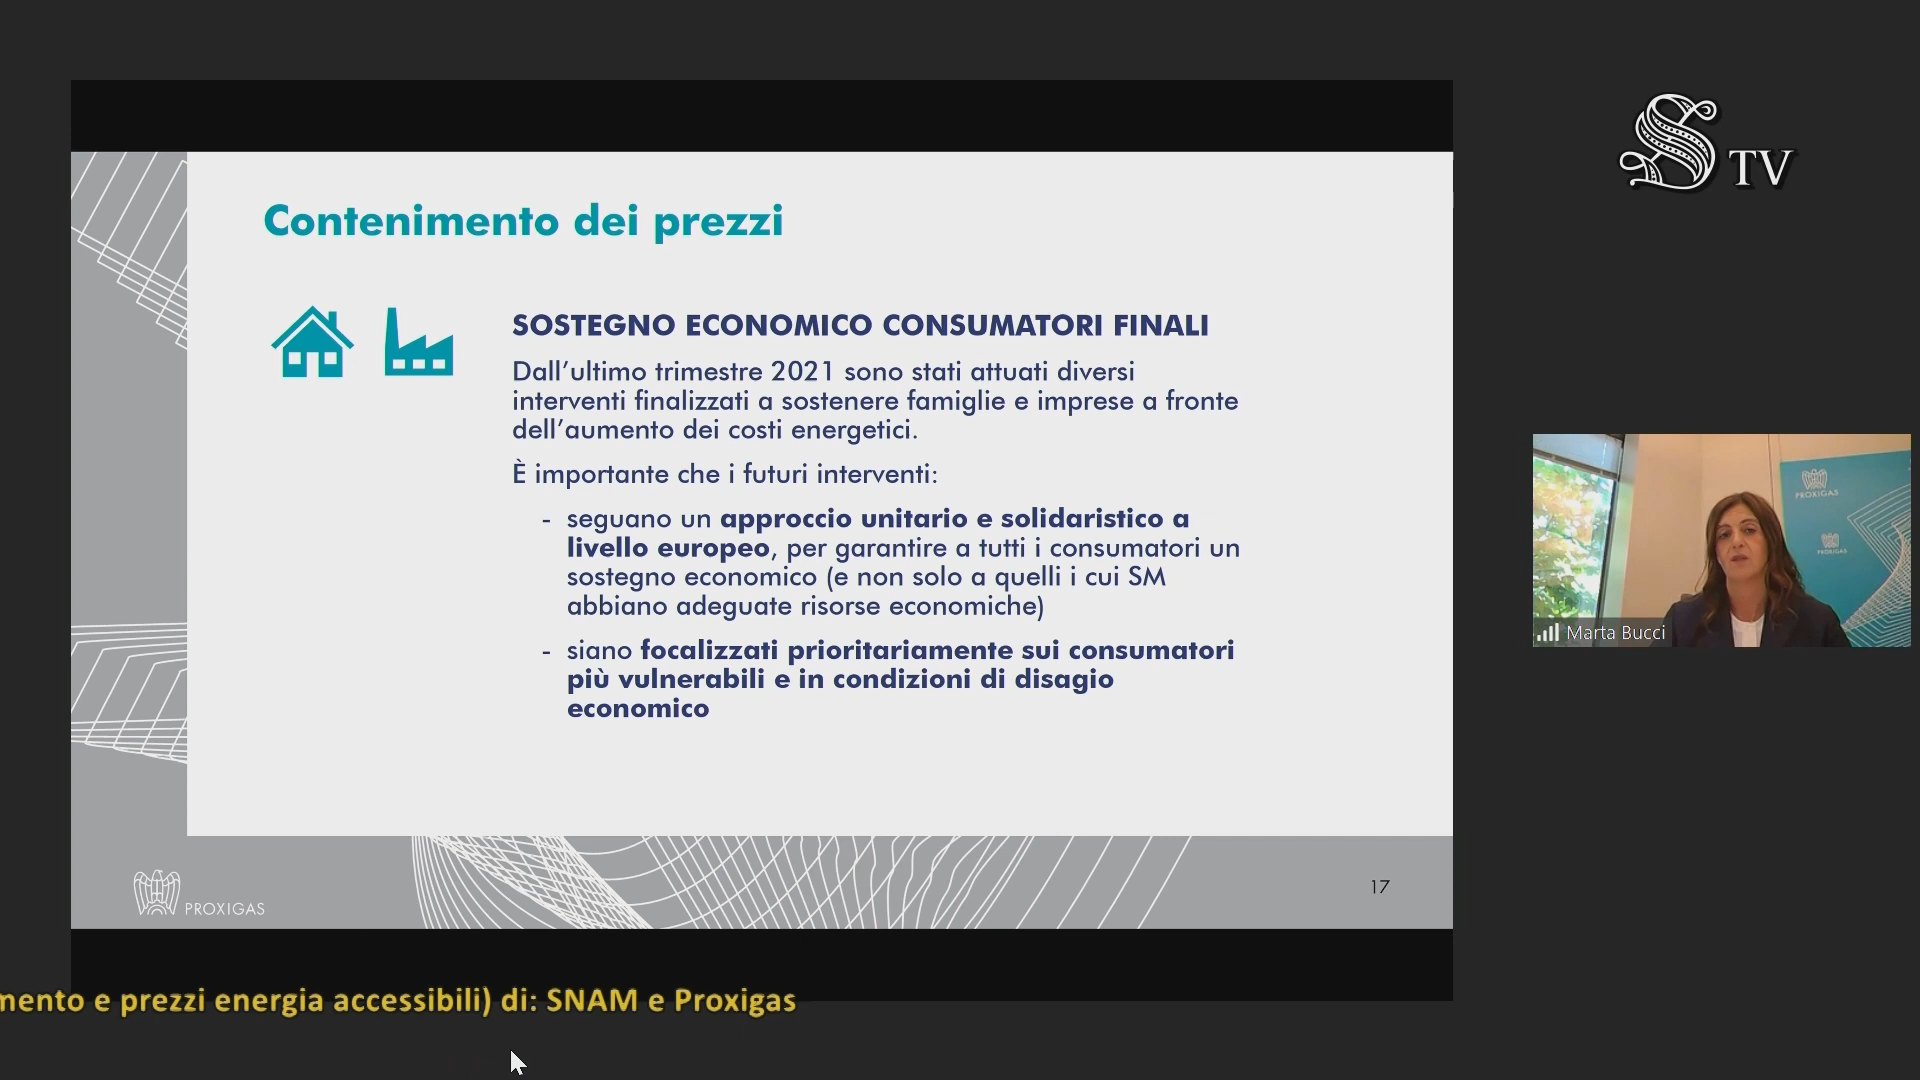 S TV
Contenimento dei prezzi
SOSTEGNO ECONOMICO CONSUMATORI FINALI
Dall’ultimo trimestre 2021 sono stati attuati diversi
interventi finalizzati a sostenere famiglie e imprese a fronte
dell’aumento dei costi energetici.
È importante che i futuri interventi:
- seguano un approccio unitario e solidaristico a
livello europeo, per garantire a tutti i consumatori un
sostegno economico (e non solo a quelli i cui SM
abbiano adeguate risorse economiche)
- siano focalizzati prioritariamente sui consumatori
più vulnerabili e in condizioni di disagio
economico
PROXIGAS
PROXIGAS
Marta Bucci
17
PROXIGAS
mento e prezzi energia accessibili) di: SNAM e Proxigas